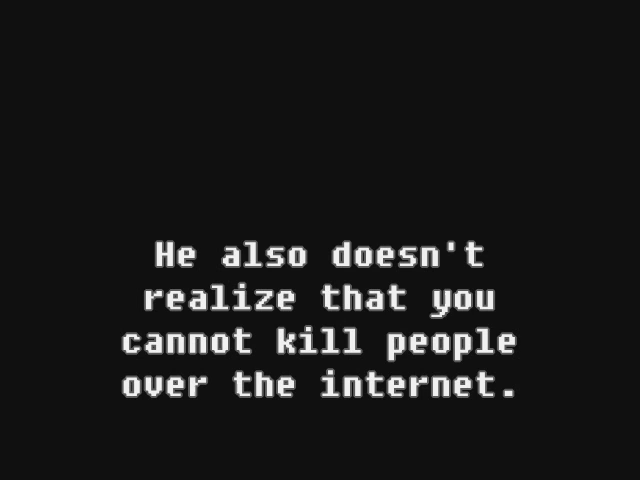 He also doesn't
realize that you
cannot kill people
over the internet.